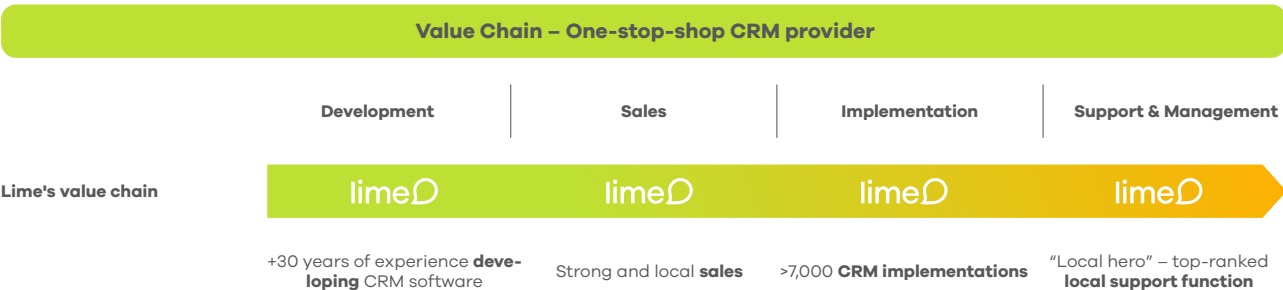 Value Chain – One-stop-shop CRM provider
Development
Sales
Implementation
Support & Management
Lime's value chain
lime
lime
lime
lime
+30 years of experience deve-
loping CRM software
Strong and local sales
>7,000 CRM implementations
“Local hero” – top-ranked
local support function